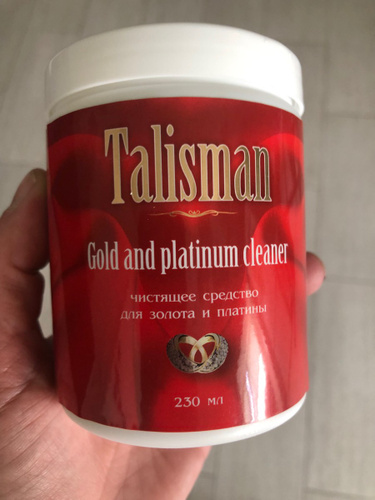 Talisman
Gold and platinum cleaner
чистящее средство
для золота и платины
230 мл